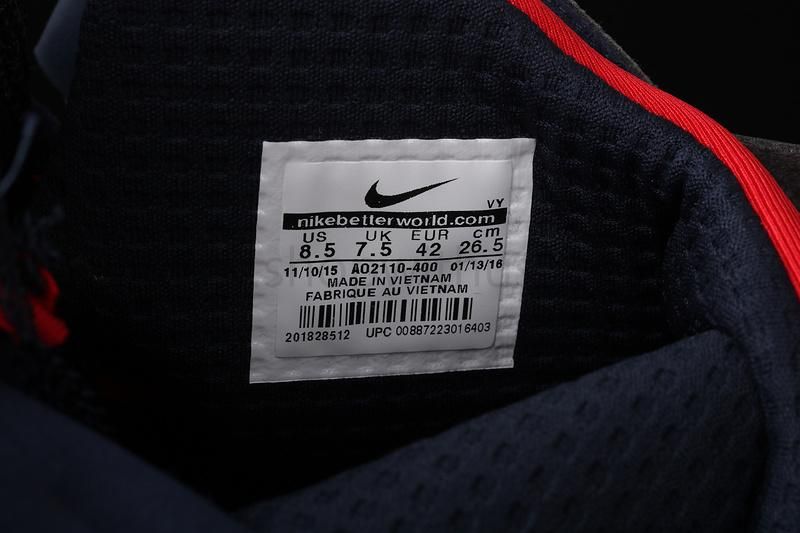 VY
nikebetterworld.com
US UK EUR cm
8.5 7.5 42 26.5
11/10/15 AO2110-400 01/13/16
MADE IN VIETNAM
FABRIQUE AU VIETNAM
201828512 UPC 00887223016403